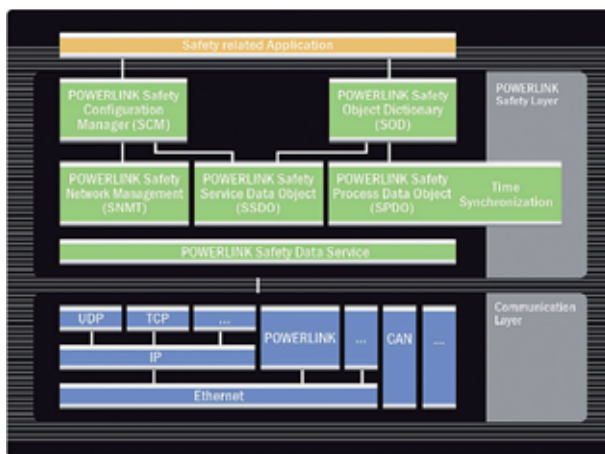 Safety related Application
POWERLINK Safety
Configuration
Manager (SCM)
POWERLINK Safety
Object Dictionary
(SOD)
POWERLINK
Safety Layer
POWERLINK Safety
Network Management
(SNMT)
POWERLINK Safety
Service Data Object
(SSDO)
POWERLINK Safety
Process Data Object
(SPDO)
Time
Synchronization
POWERLINK Safety Data Service
UDP
TCP
...
POWERLINK
...
CAN
...
Communication
Layer
IP
Ethernet